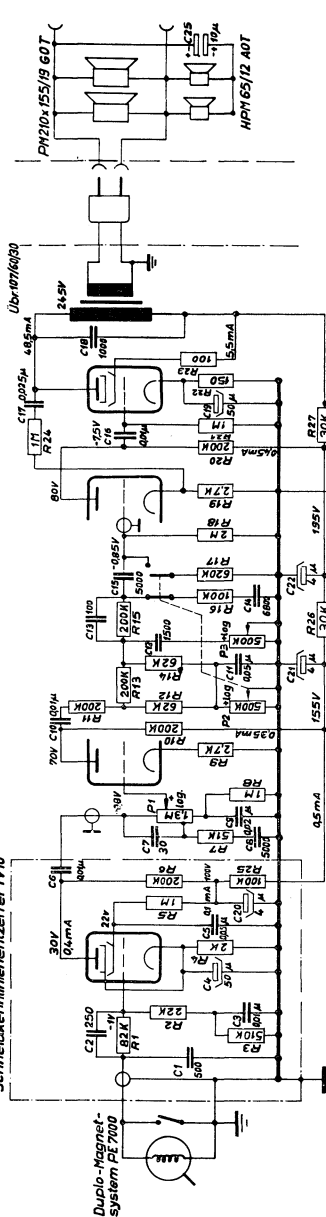 Schneidkennlinienentzerrer TV10
Duplo-Magnet-
system PE 7000
C1
500
C2
250
-1V
82K
R1
R2
22K
R3
510K
C3
0,01µ
30V
0,4mA
C4
50µ
R4
2K
22V
R5
1M
C5
0,05µ
0,1 mA
R6
200K
100V
C20
4µ
R25
100K
C6
0,01µ
C7
30
P1
1,3M
log.
R7
51K
C8
5000
C9
0,02µ
R8
1M
70V
R9
2,7K
0,35mA
R10
200K
C10
0,01µ
R11
200K
R12
62K
P2
500K
+log
C11
0,05µ
R13
200K
R14
62K
C12
1500
P3
+log
500K
C13
100
R15
200K
C14
6800
R16
100K
R17
620K
C15
5000
-0,85V
R18
2M
80V
R19
2,7K
0,45mA
R20
200K
R21
1M
-7,5V
C16
0,01µ
C17
0,025µ
R24
1M
C19
50µ
R22
150
R23
100
5,5mA
48,5mA
C18
1000
245V
Übr107/60/30
0,5mA
155V
C21
4µ
R26
30K
195V
C22
4µ
R27
30K
PM210x155/19 GOT
HPM 65/12 AOT
C25
10µ